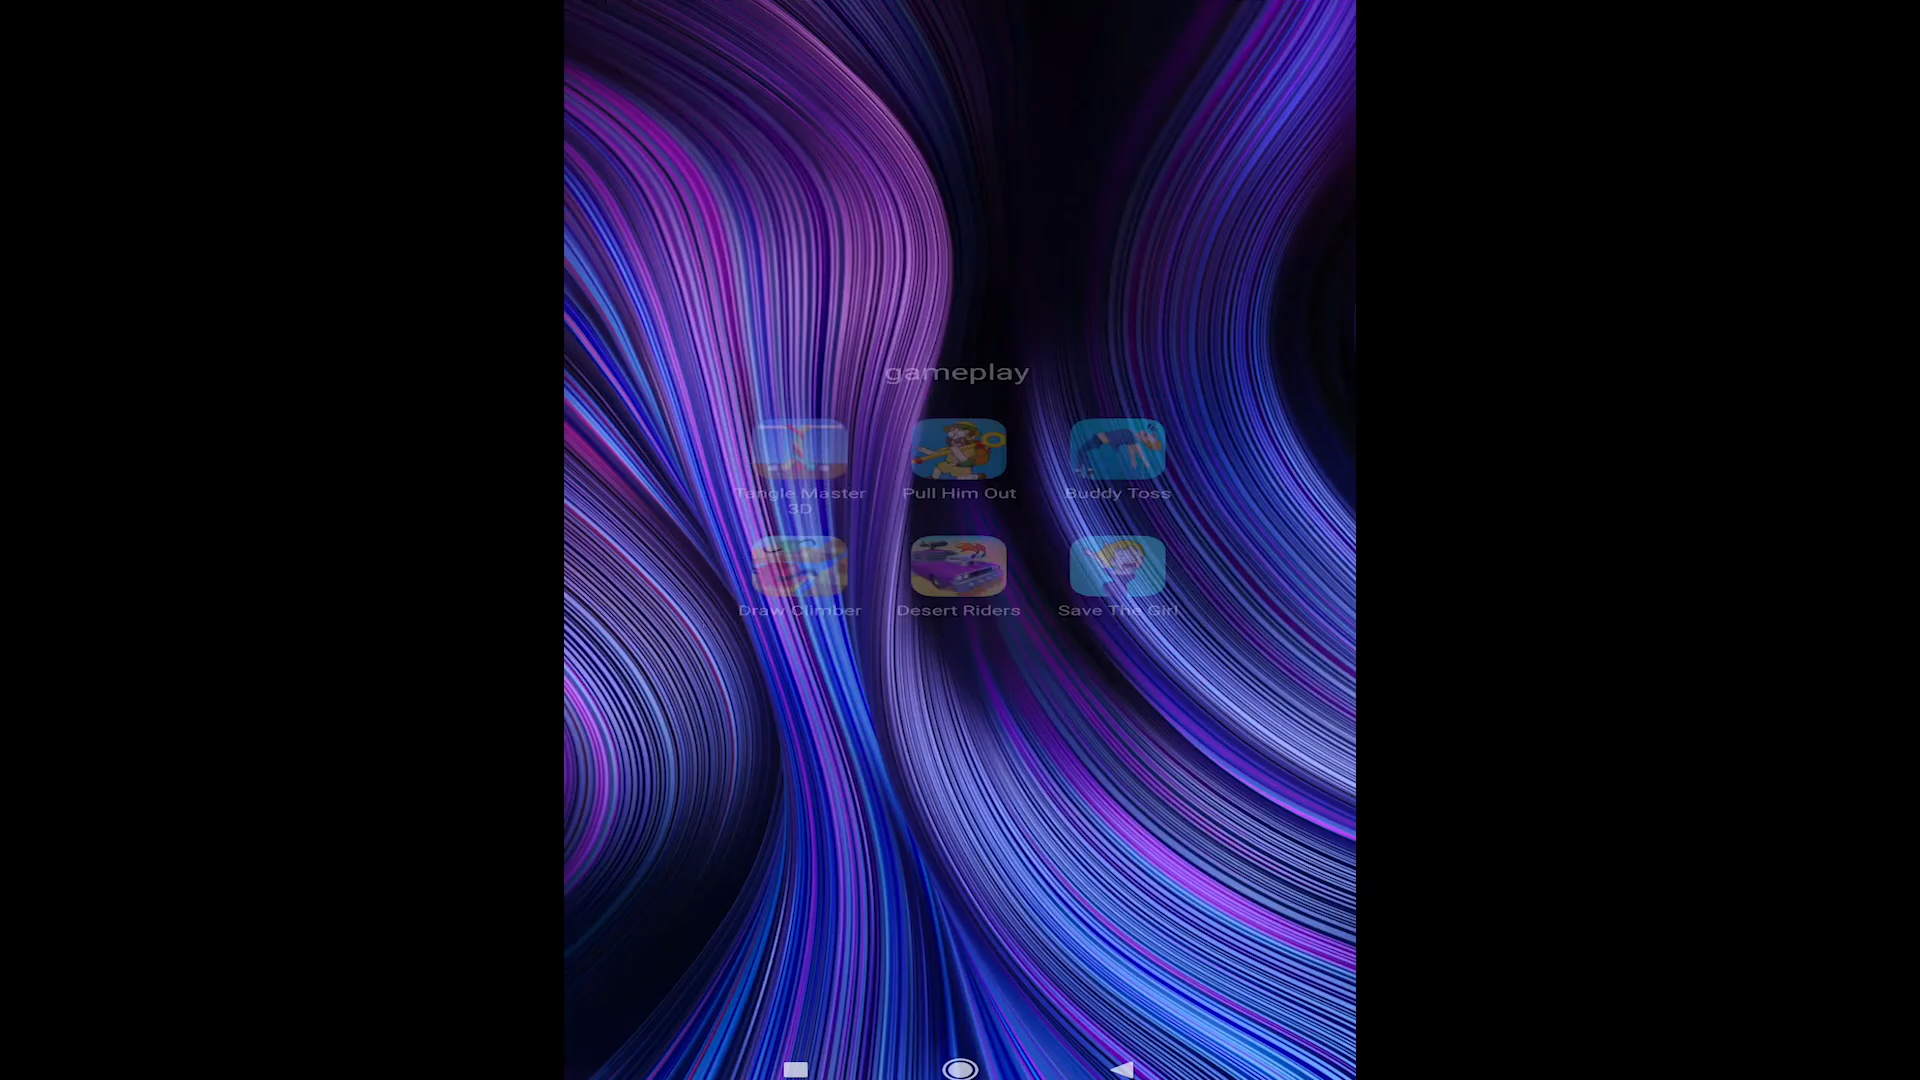 gameplay
Tangle Master
3D
Pull Him Out
Buddy Toss
Draw Climber
Desert Riders
Save The Girl